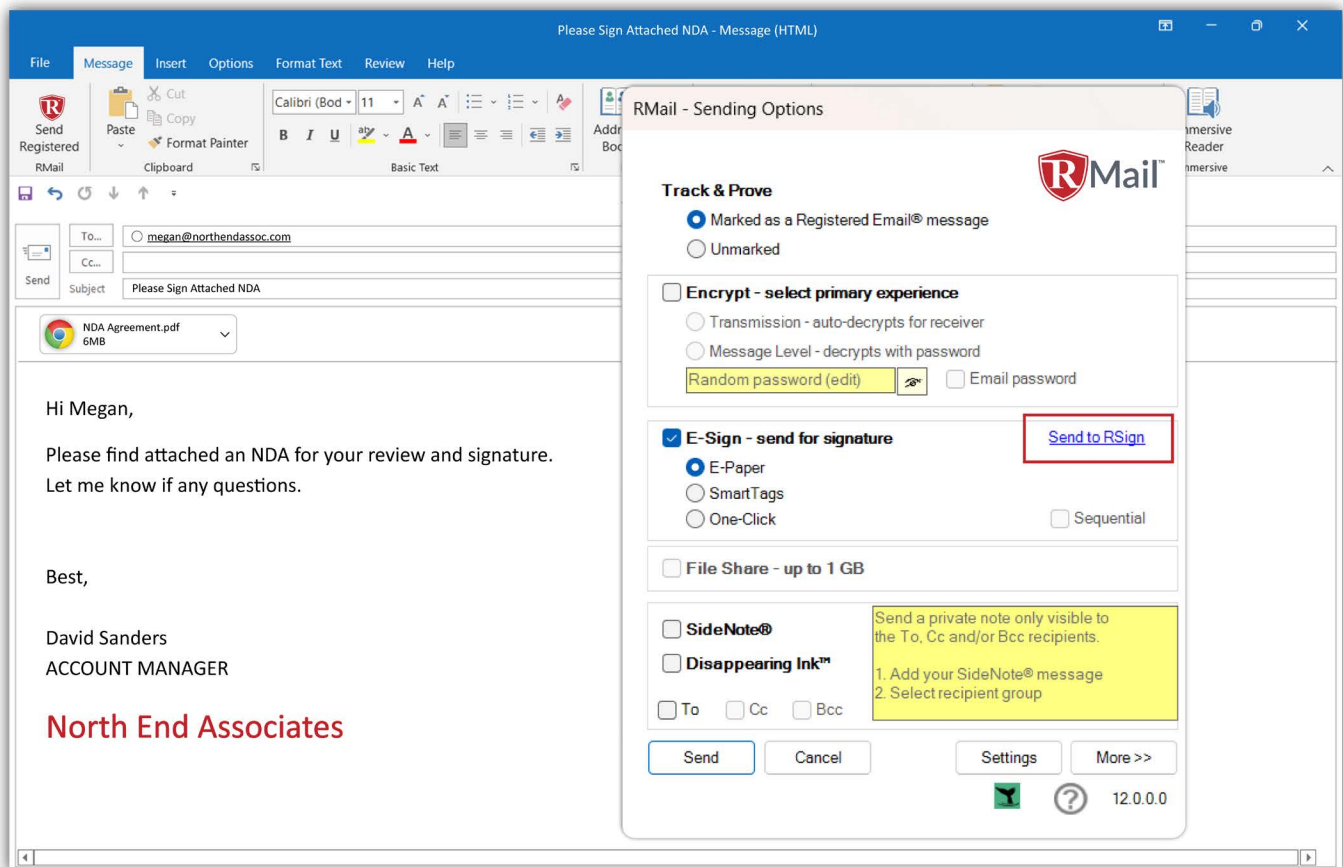 Please Sign Attached NDA - Message (HTML)
File Message Insert Options Format Text Review Help
Send Registered
RMail
Paste
Cut
Copy
Format Painter
Clipboard
Calibri (Bod 11
B I U
Basic Text
RMail - Sending Options
Reader
To...
megan@northendassoc.com
Cc...
Send
Subject
Please Sign Attached NDA
NDA Agreement.pdf
6MB
Hi Megan,
Please find attached an NDA for your review and signature.
Let me know if any questions.
Best,
David Sanders
ACCOUNT MANAGER
North End Associates
RMail™
Track & Prove
Marked as a Registered Email® message
Unmarked
Encrypt - select primary experience
Transmission - auto-decrypts for receiver
Message Level - decrypts with password
Random password (edit)
Email password
E-Sign - send for signature
Send to RSign
E-Paper
SmartTags
One-Click
Sequential
File Share - up to 1 GB
SideNote®
Disappearing Ink™
To Cc Bcc
Send a private note only visible to
the To, Cc and/or Bcc recipients.
1. Add your SideNote® message
2. Select recipient group
Send Cancel Settings More >>
12.0.0.0